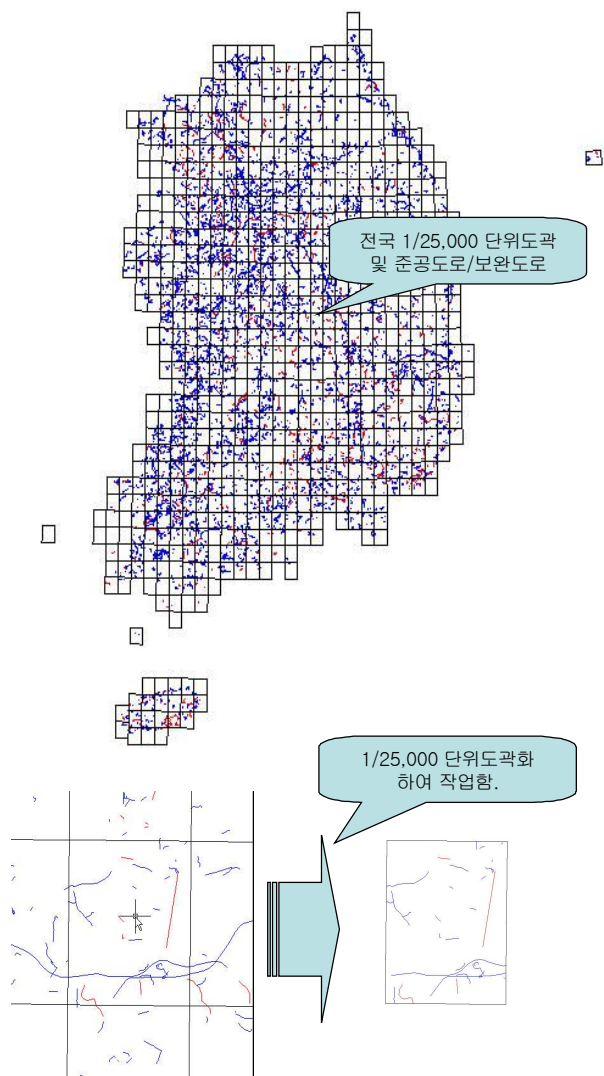 전국 1/25,000 단위도곽
및 준공도로/보완도로
1/25,000 단위도곽화
하여 작업함.